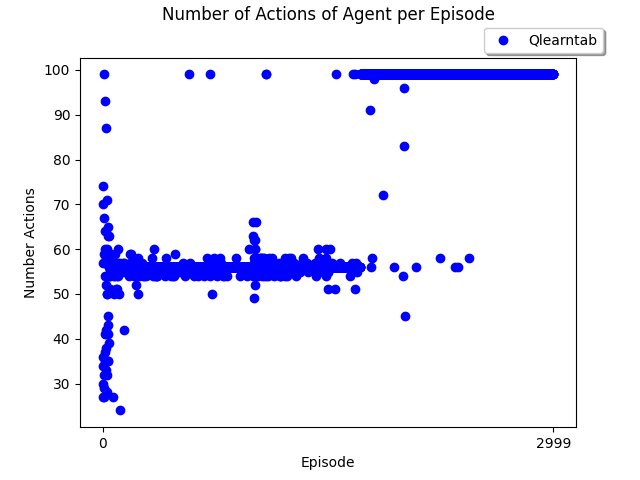 Number of Actions of Agent per Episode
Qlearntab
100
90
80
70
60
50
40
30
Number Actions
0
2999
Episode